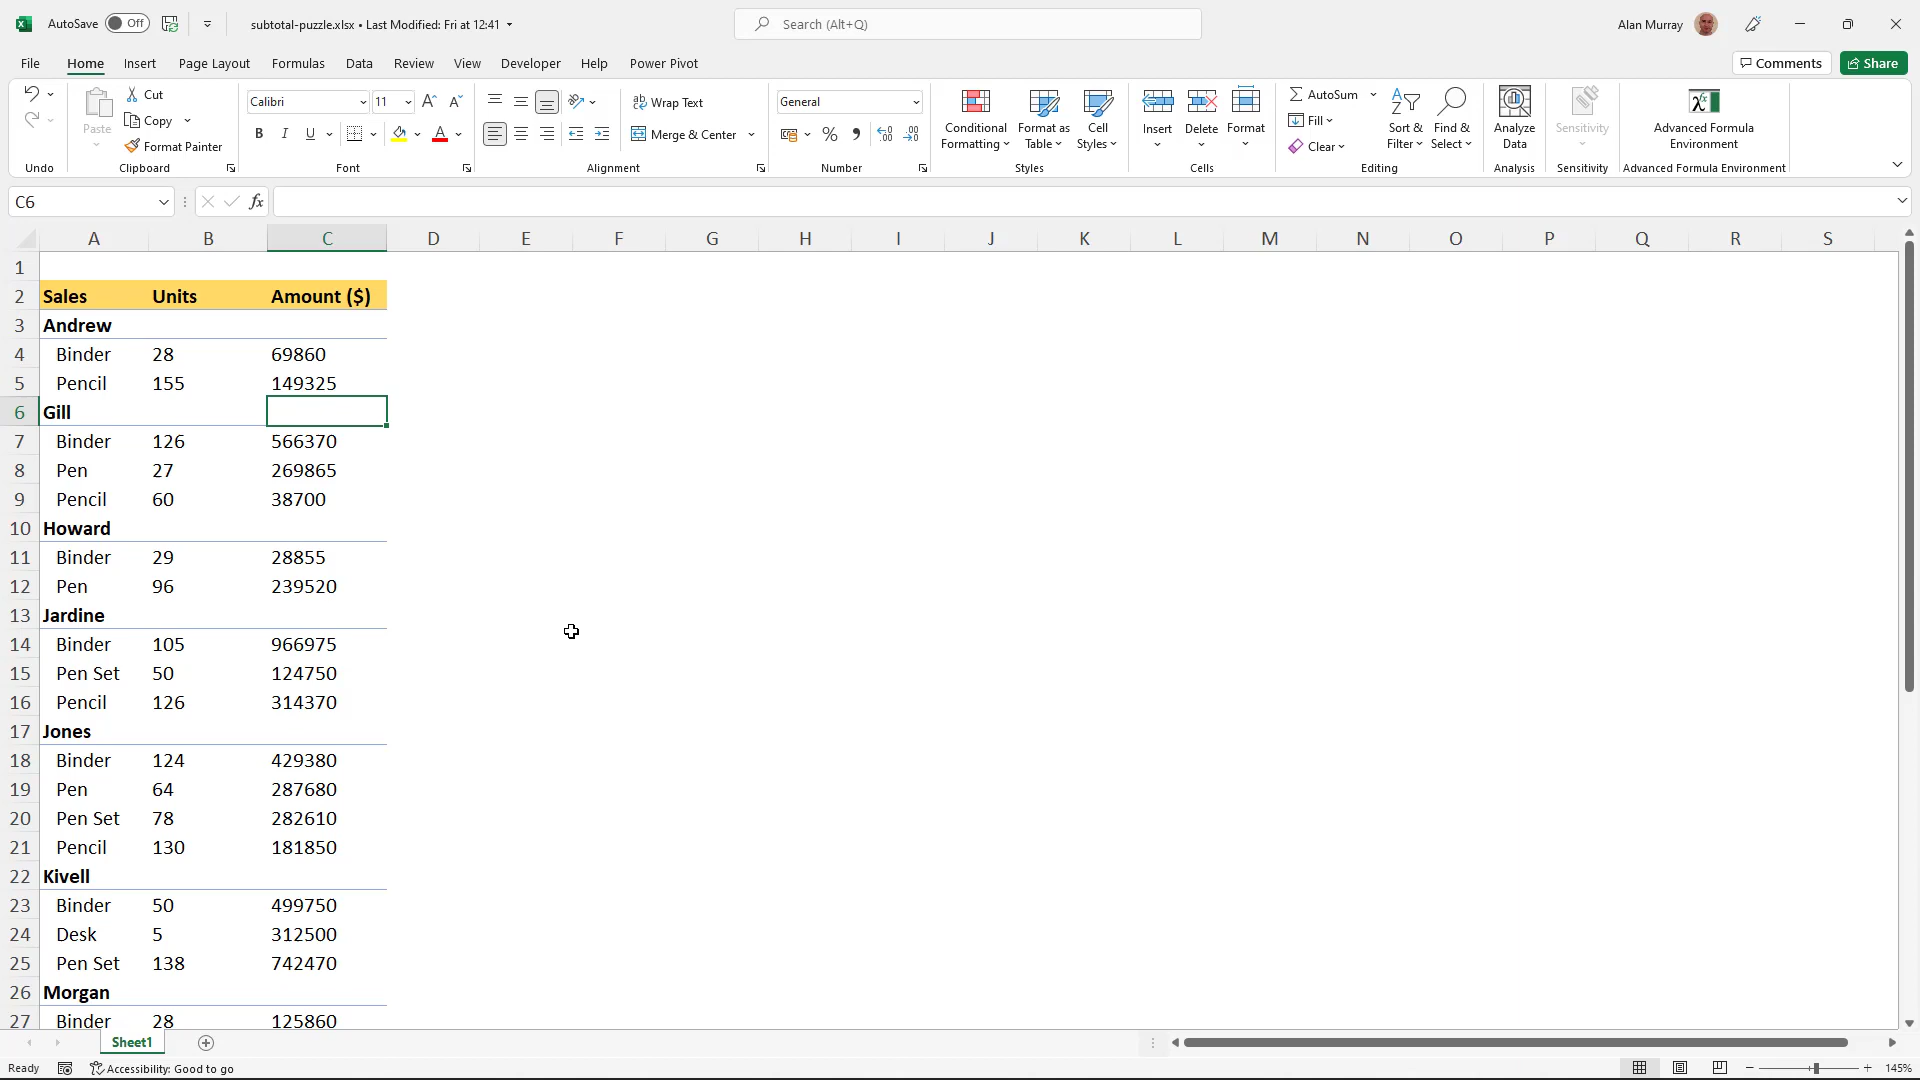 AutoSave Off subtotal-puzzle.xlsx • Last Modified: Fri at 12:41 Search (Alt+Q) Alan Murray
File Home Insert Page Layout Formulas Data Review View Developer Help Power Pivot Comments Share
Paste
Cut
Copy
Format Painter
Calibri 11
B I U
Wrap Text
Merge & Center
General
Conditional Formatting
Format as Table
Cell Styles
Insert
Delete
Format
AutoSum
Fill
Clear
Sort & Filter
Find & Select
Analyze Data
Sensitivity
Advanced Formula Environment
Undo Clipboard Font Alignment Number Styles Cells Editing Analysis Sensitivity Advanced Formula Environment
C6 fx
A B C D E F G H I J K L M N O P Q R S
1
2 Sales Units Amount ($)
3 Andrew
4 Binder 28 69860
5 Pencil 155 149325
6 Gill
7 Binder 126 566370
8 Pen 27 269865
9 Pencil 60 38700
10 Howard
11 Binder 29 28855
12 Pen 96 239520
13 Jardine
14 Binder 105 966975
15 Pen Set 50 124750
16 Pencil 126 314370
17 Jones
18 Binder 124 429380
19 Pen 64 287680
20 Pen Set 78 282610
21 Pencil 130 181850
22 Kivell
23 Binder 50 499750
24 Desk 5 312500
25 Pen Set 138 742470
26 Morgan
27 Binder 28 125860
Sheet1
Ready Accessibility: Good to go 145%